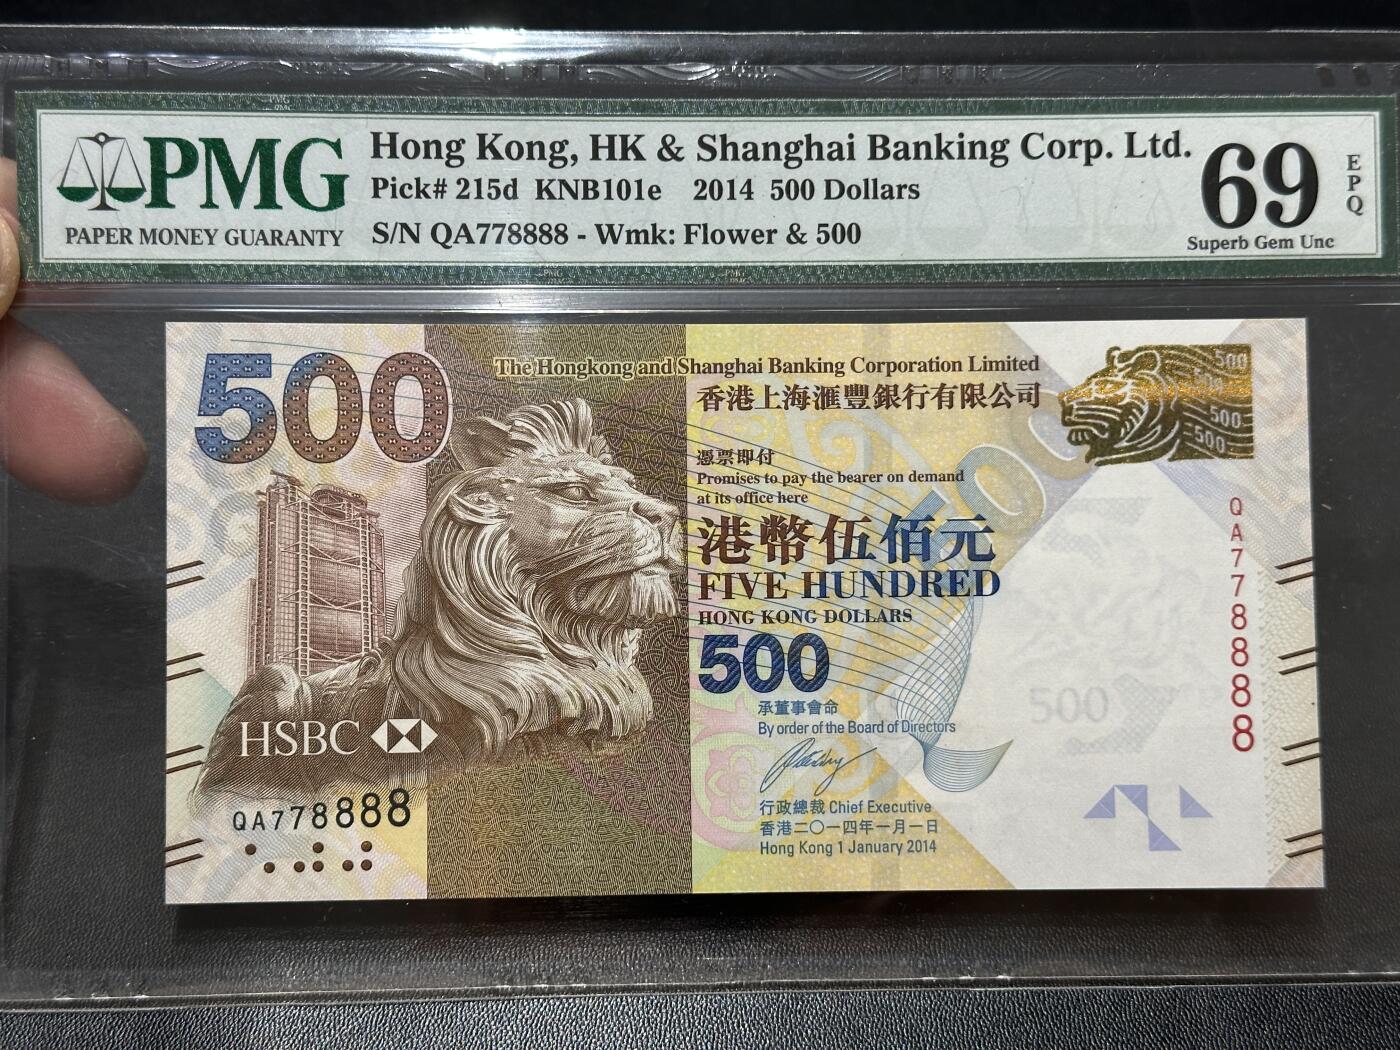 PMG
PAPER MONEY GUARANTY
Hong Kong, HK & Shanghai Banking Corp. Ltd.
Pick# 215d KNB101e 2014 500 Dollars
S/N QA778888 - Wmk: Flower & 500
69
EPQ
Superb Gem Unc
500
The Hongkong and Shanghai Banking Corporation Limited
香港上海滙豐銀行有限公司
500
500
500
憑票即付
Promises to pay the bearer on demand
at its office here
港幣伍佰元
FIVE HUNDRED
HONG KONG DOLLARS
500
500
承董事會命
By order of the Board of Directors
行政總裁 Chief Executive
香港二〇一四年一月一日
Hong Kong 1 January 2014
HSBC
QA778888
QA778888